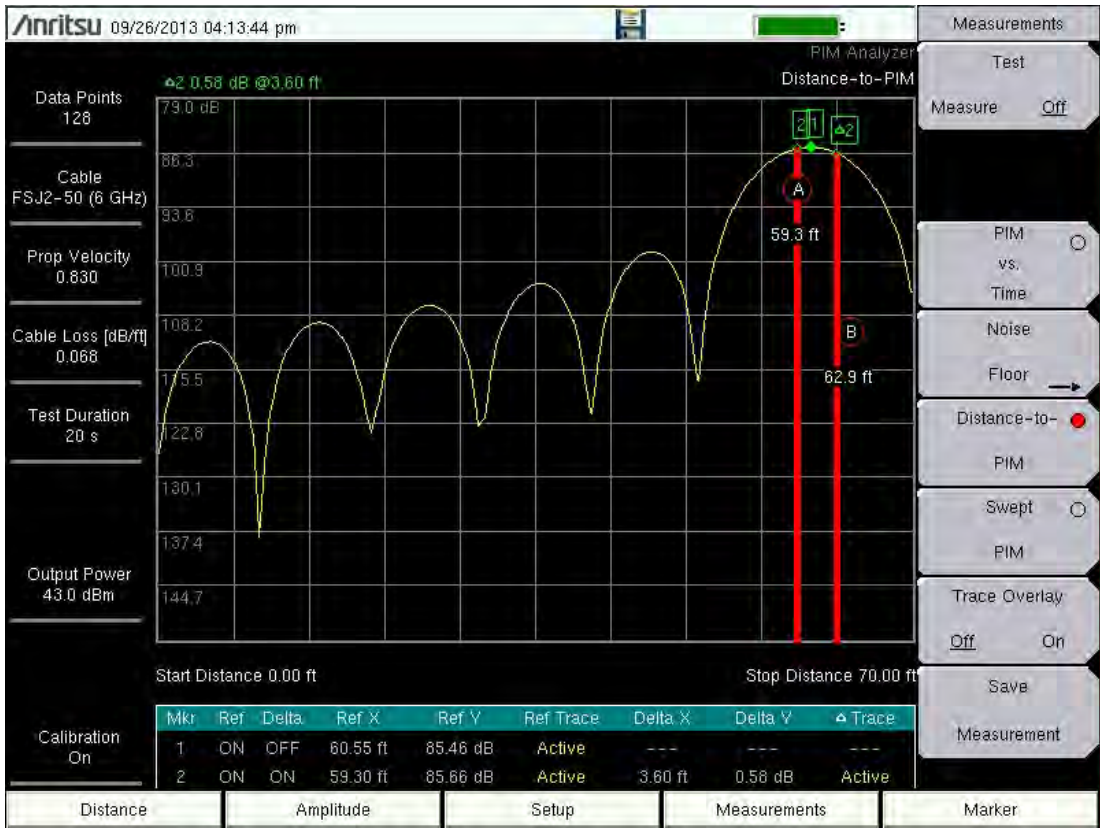 Anritsu 09/26/2013 04:13:44 pm
PIM Analyzer
Δ2 0.58 dB @3.60 ft
Distance-to-PIM
Data Points
128
Cable
FSJ2-50 (6 GHz)
Prop Velocity
0.830
Cable Loss [dB/ft]
0.068
Test Duration
20 s
Output Power
43.0 dBm
Calibration
On
79.0 dB
86.3
93.6
100.9
108.2
115.5
122.8
130.1
137.4
144.7
2
1
Δ2
A
59.3 ft
B
62.9 ft
Start Distance 0.00 ft
Stop Distance 70.00 ft
Mkr Ref Delta Ref X Ref Y Ref Trace Delta X Delta Y Δ Trace
1 ON OFF 60.55 ft 85.46 dB Active --- --- ---
2 ON ON 59.30 ft 85.66 dB Active 3.60 ft 0.58 dB Active
Measurements
Test
Measure Off
PIM
vs.
Time
Noise
Floor
Distance-to-
PIM
Swept
PIM
Trace Overlay
Off On
Save
Measurement
Distance Amplitude Setup Measurements Marker